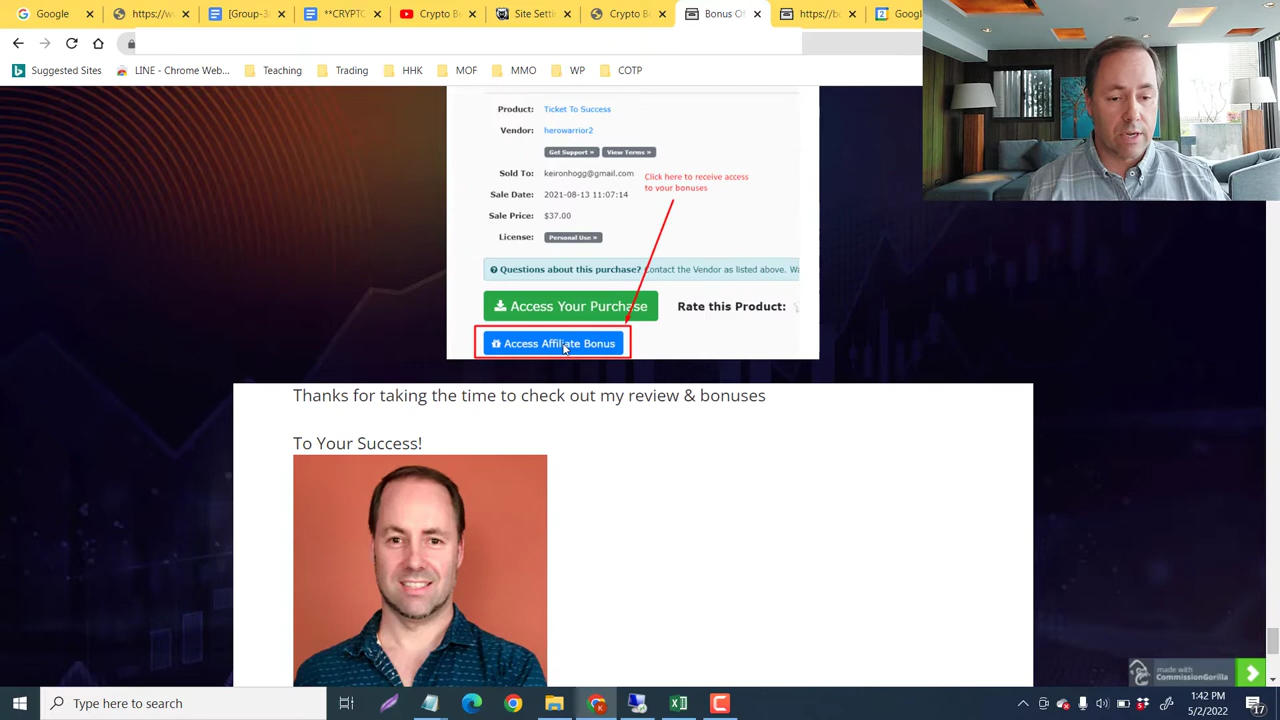 Group-3
**CRYPTO
Crypto B
Site Setti
Bonus O
https://b
Googl
Suggested Sites
LINE - Chrome Web...
Teaching
Trading
HHK
MOF
MMO
WP
COTP
Product: Ticket To Success
Vendor: herowarrior2
Get Support » View Terms »
Sold To: keironhogg@gmail.com
Click here to receive access
to your bonuses
Sale Date: 2021-08-13 11:07:14
Sale Price: $37.00
License: Personal Use »
Questions about this purchase? Contact the Vendor as listed above. Wa
Access Your Purchase
Rate this Product:
Access Affiliate Bonus
Thanks for taking the time to check out my review & bonuses
To Your Success!
made with
CommissionGorilla
Type here to search
1:42 PM
5/2/2022